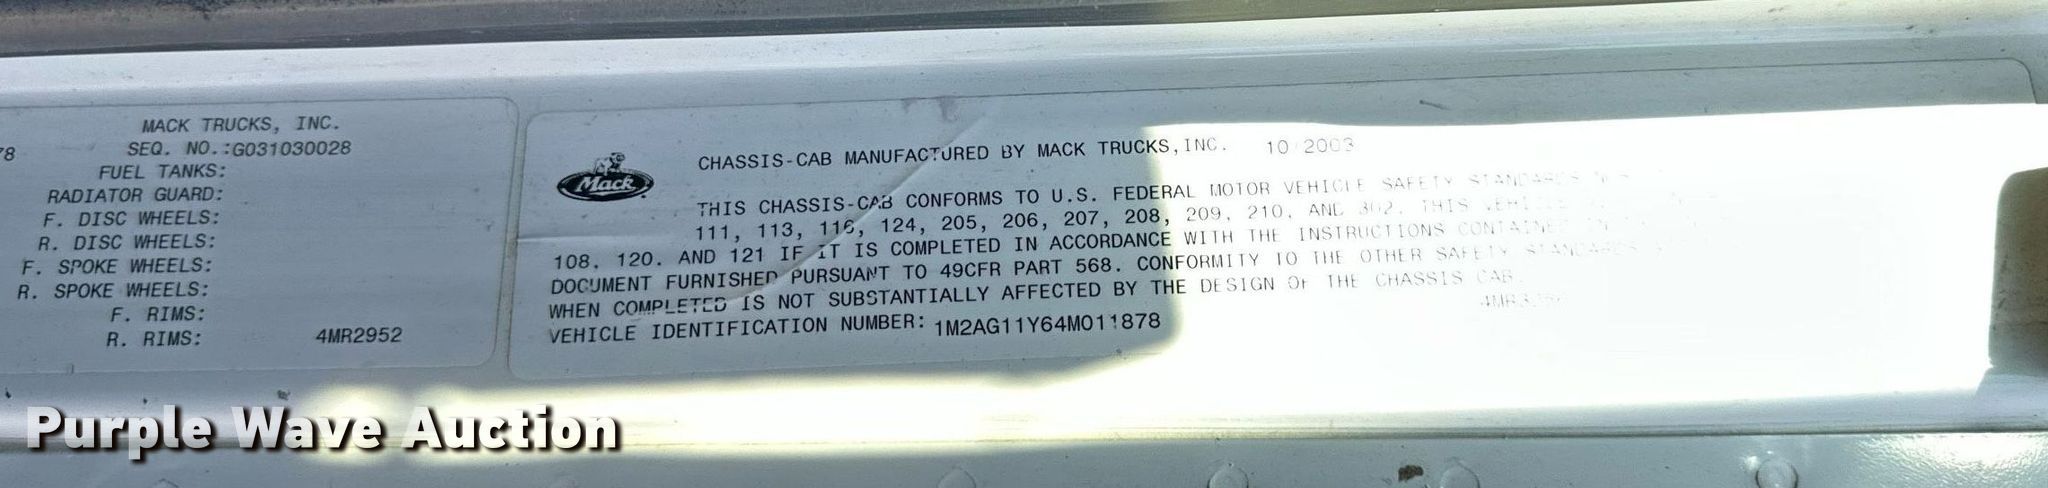 MACK TRUCKS, INC.
78 SEQ. NO.:G031030028
FUEL TANKS:
RADIATOR GUARD:
F. DISC WHEELS:
R. DISC WHEELS:
F. SPOKE WHEELS:
R. SPOKE WHEELS:
F. RIMS:
R. RIMS: 4MR2952
Mack
CHASSIS-CAB MANUFACTURED BY MACK TRUCKS,INC. 10/2003
THIS CHASSIS-CAB CONFORMS TO U.S. FEDERAL MOTOR VEHICLE SAFETY STANDARDS
111, 113, 116, 124, 205, 206, 207, 208, 209, 210, AND 302. THIS VEHICLE
108, 120, AND 121 IF IT IS COMPLETED IN ACCORDANCE WITH THE INSTRUCTIONS CONTAINED IN
DOCUMENT FURNISHED PURSUANT TO 49CFR PART 568. CONFORMITY TO THE OTHER SAFETY STANDARDS
WHEN COMPLETED IS NOT SUBSTANTIALLY AFFECTED BY THE DESIGN OF THE CHASSIS CAB.
VEHICLE IDENTIFICATION NUMBER: 1M2AG11Y64M011878
Purple Wave Auction